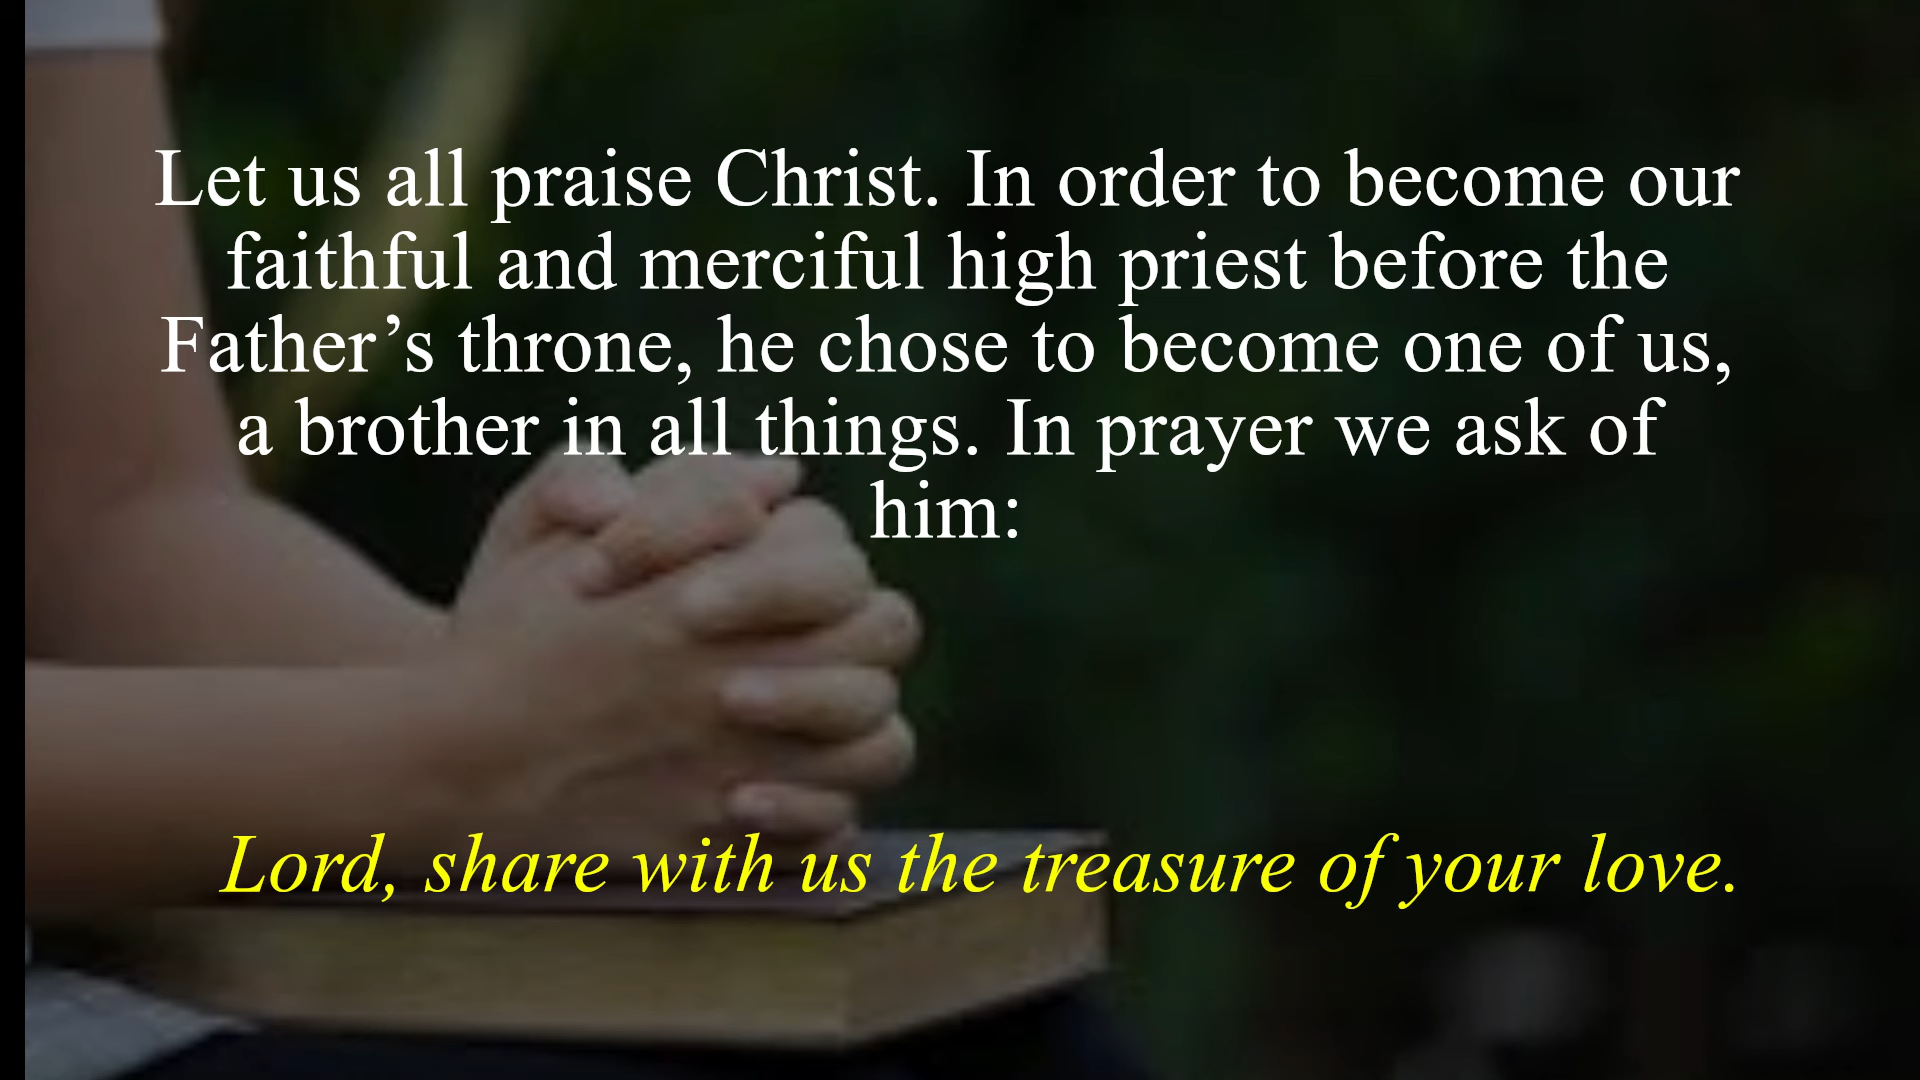 Let us all praise Christ. In order to become our
faithful and merciful high priest before the
Father’s throne, he chose to become one of us,
a brother in all things. In prayer we ask of
him:
Lord, share with us the treasure of your love.